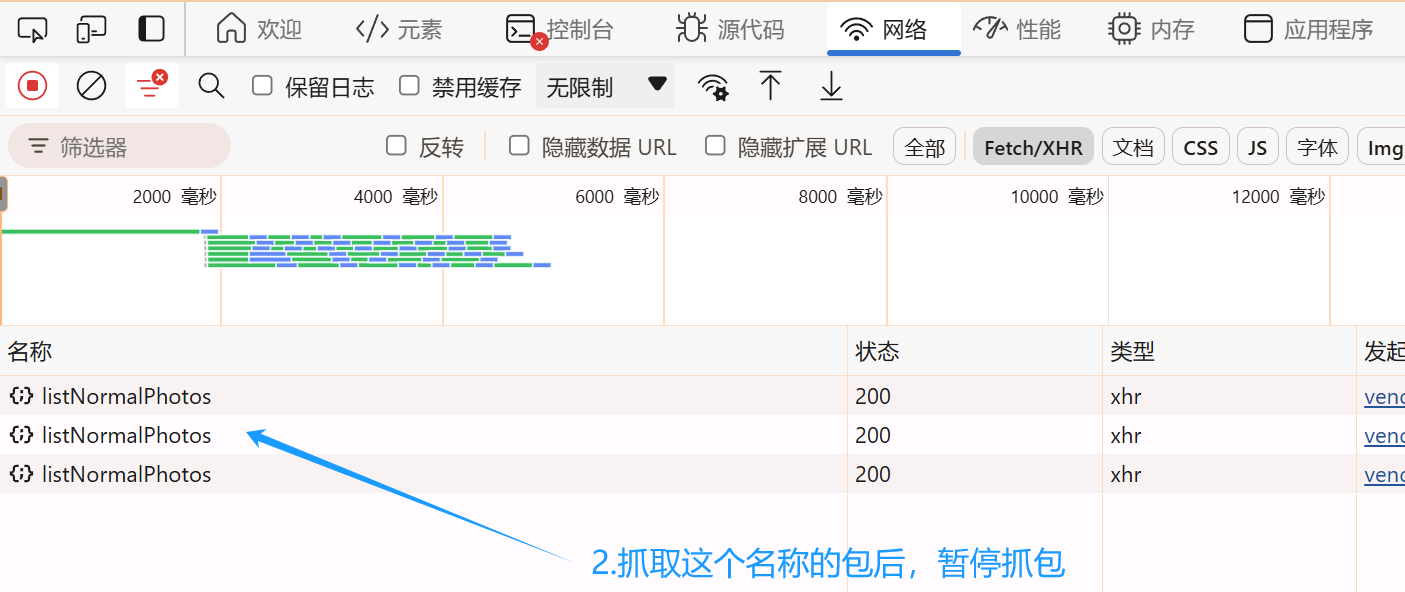 欢迎 元素 控制台 源代码 网络 性能 内存 应用程序
保留日志 禁用缓存 无限制
筛选器 反转 隐藏数据 URL 隐藏扩展 URL 全部 Fetch/XHR 文档 CSS JS 字体 Img
2000 毫秒 4000 毫秒 6000 毫秒 8000 毫秒 10000 毫秒 12000 毫秒
名称 状态 类型 发起
listNormalPhotos 200 xhr venc
listNormalPhotos 200 xhr venc
listNormalPhotos 200 xhr venc
2.抓取这个名称的包后，暂停抓包